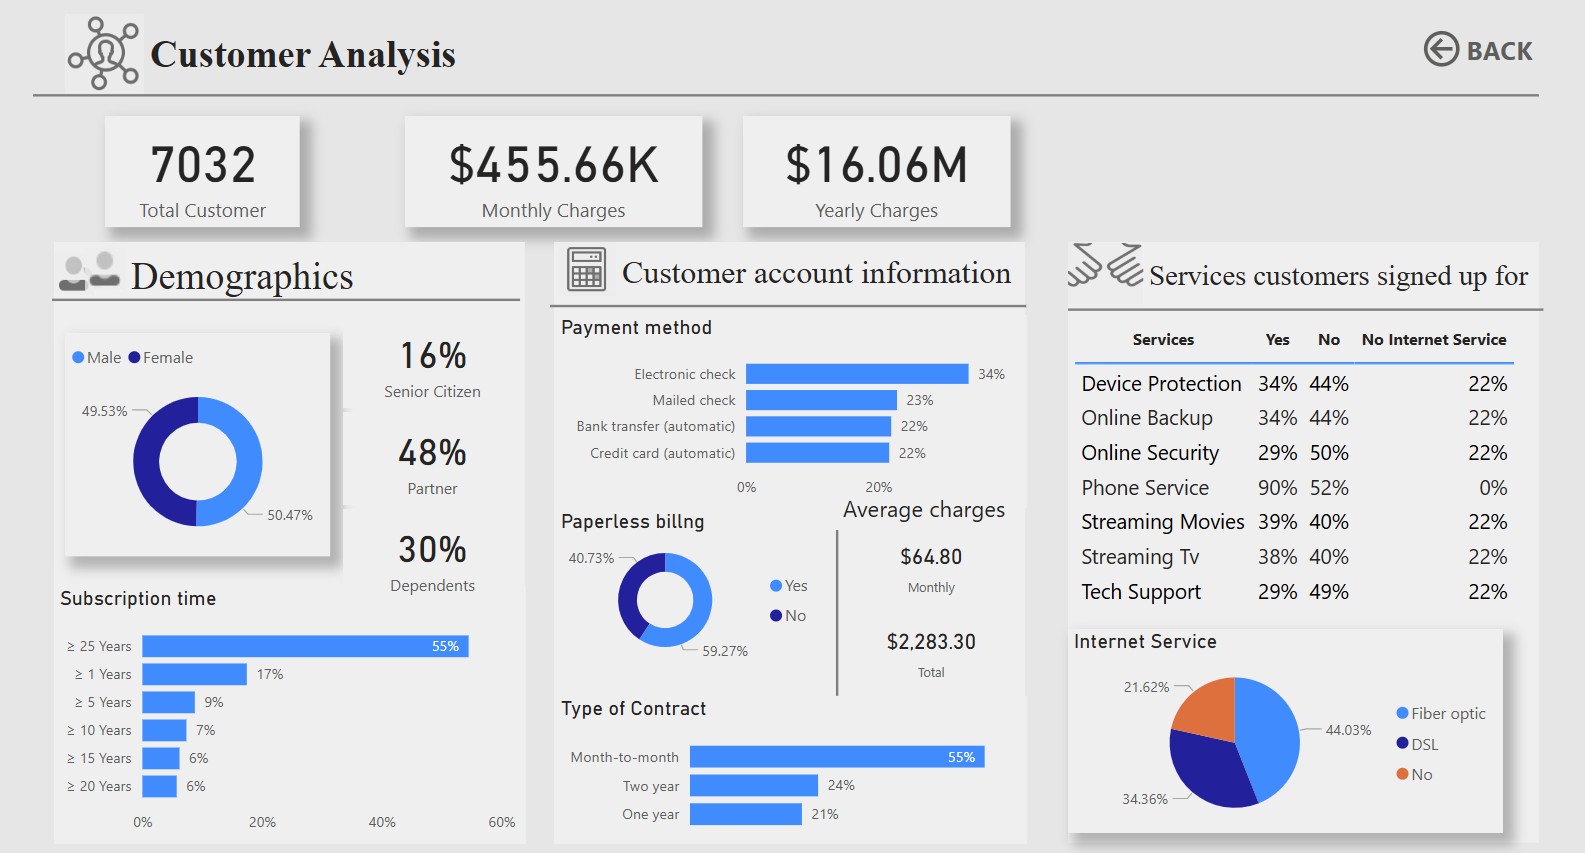 Customer Analysis
BACK
7032
Total Customer
$455.66K
Monthly Charges
$16.06M
Yearly Charges
Demographics
Male Female
49.53%
50.47%
16%
Senior Citizen
48%
Partner
30%
Dependents
Subscription time
≥ 25 Years 55%
≥ 1 Years 17%
≥ 5 Years 9%
≥ 10 Years 7%
≥ 15 Years 6%
≥ 20 Years 6%
0% 20% 40% 60%
Customer account information
Payment method
Electronic check 34%
Mailed check 23%
Bank transfer (automatic) 22%
Credit card (automatic) 22%
0% 20%
Paperless billng
40.73%
59.27%
Yes
No
Average charges
$64.80
Monthly
$2,283.30
Total
Type of Contract
Month-to-month 55%
Two year 24%
One year 21%
Services customers signed up for
Services Yes No No Internet Service
Device Protection 34% 44% 22%
Online Backup 34% 44% 22%
Online Security 29% 50% 22%
Phone Service 90% 52% 0%
Streaming Movies 39% 40% 22%
Streaming Tv 38% 40% 22%
Tech Support 29% 49% 22%
Internet Service
21.62%
44.03%
34.36%
Fiber optic
DSL
No